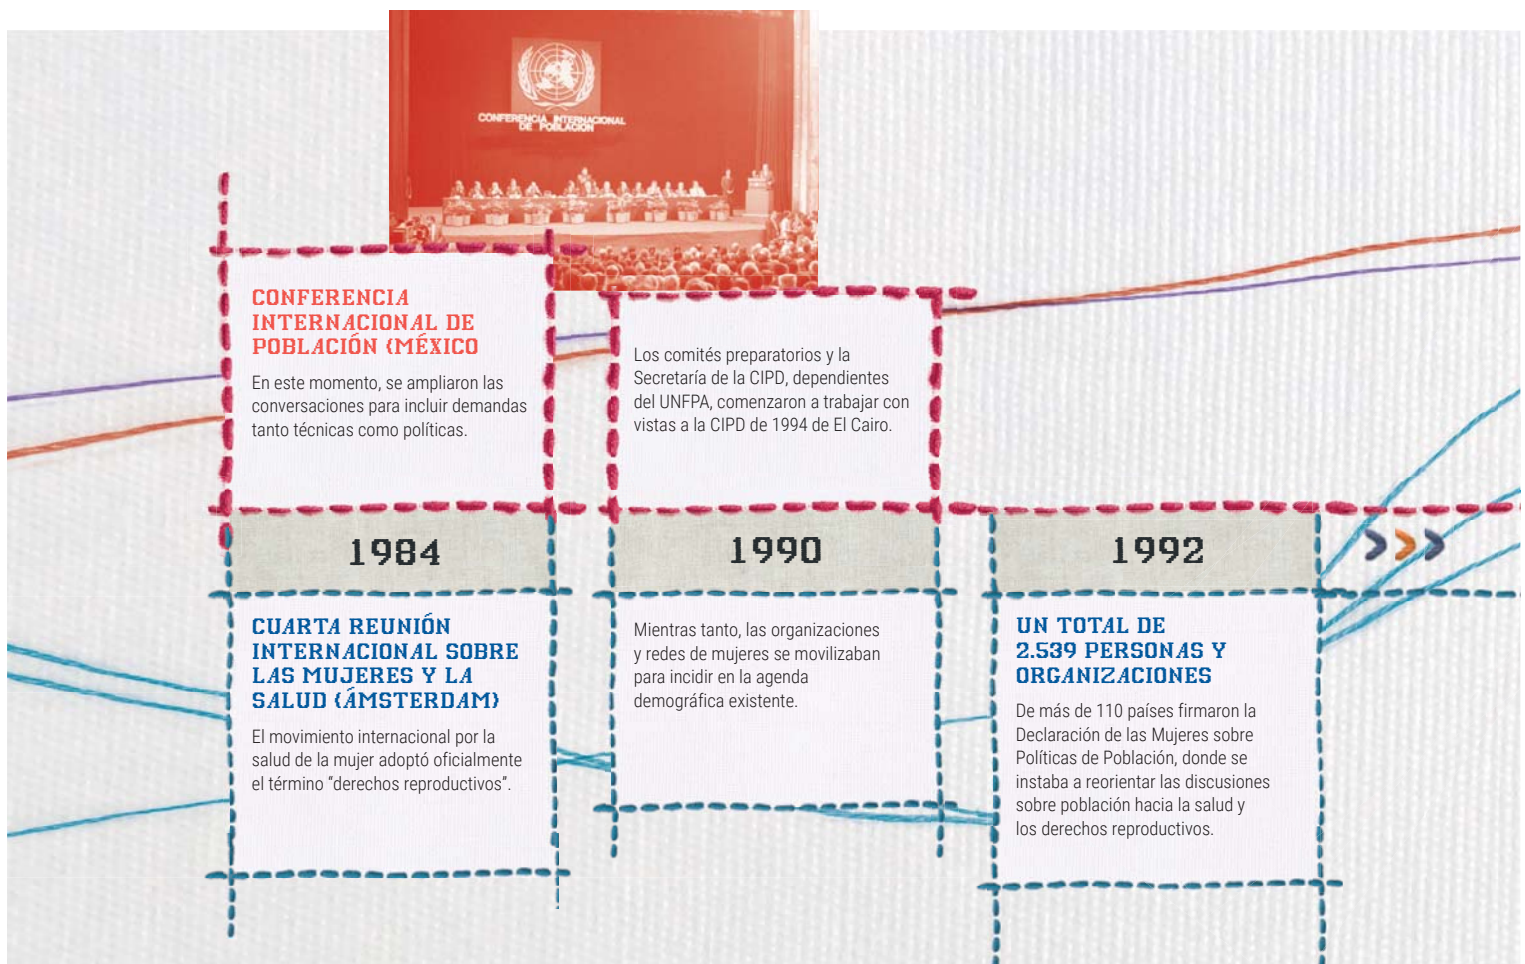 CONFERENCIA INTERNACIONAL
DE POBLACIÓN
CONFERENCIA
INTERNACIONAL DE
POBLACIÓN (MÉXICO
En este momento, se ampliaron las
conversaciones para incluir demandas
tanto técnicas como políticas.
Los comités preparatorios y la
Secretaría de la CIPD, dependientes
del UNFPA, comenzaron a trabajar con
vistas a la CIPD de 1994 de El Cairo.
1984
1990
1992
CUARTA REUNIÓN
INTERNACIONAL SOBRE
LAS MUJERES Y LA
SALUD (ÁMSTERDAM)
El movimiento internacional por la
salud de la mujer adoptó oficialmente
el término “derechos reproductivos”.
Mientras tanto, las organizaciones
y redes de mujeres se movilizaban
para incidir en la agenda
demográfica existente.
UN TOTAL DE
2.539 PERSONAS Y
ORGANIZACIONES
De más de 110 países firmaron la
Declaración de las Mujeres sobre
Políticas de Población, donde se
instaba a reorientar las discusiones
sobre población hacia la salud y
los derechos reproductivos.